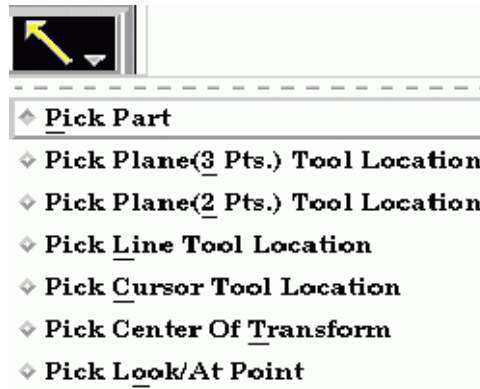 Pick Part
Pick Plane(3 Pts.) Tool Location
Pick Plane(2 Pts.) Tool Location
Pick Line Tool Location
Pick Cursor Tool Location
Pick Center Of Transform
Pick Look/At Point